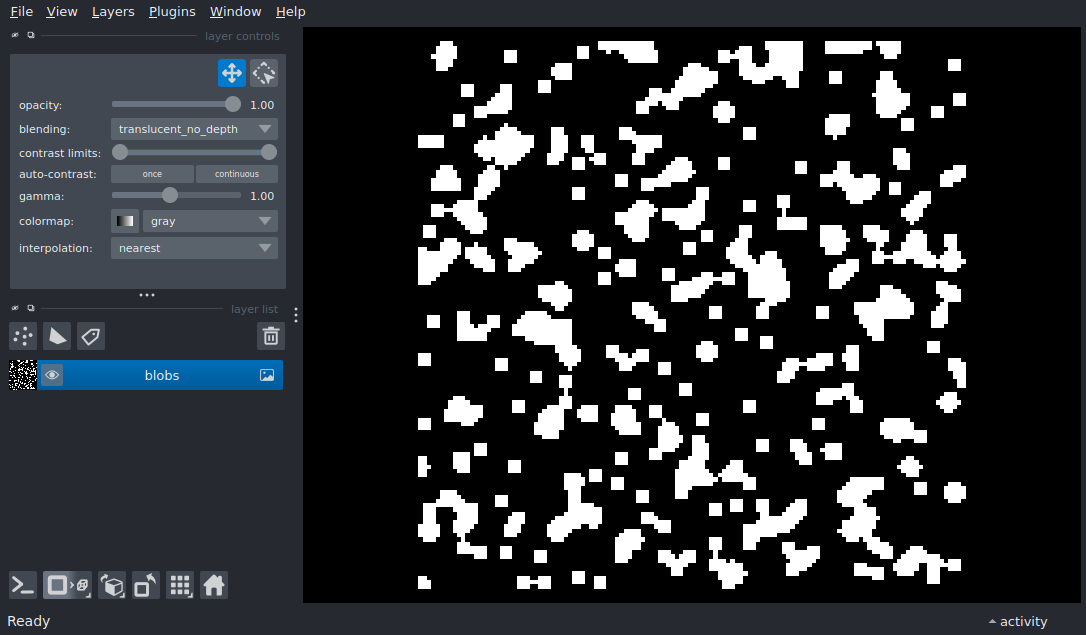 File View Layers Plugins Window Help
layer controls
opacity: 1.00
blending: translucent_no_depth
contrast limits:
auto-contrast: once continuous
gamma: 1.00
colormap: gray
interpolation: nearest
layer list
blobs
Ready activity